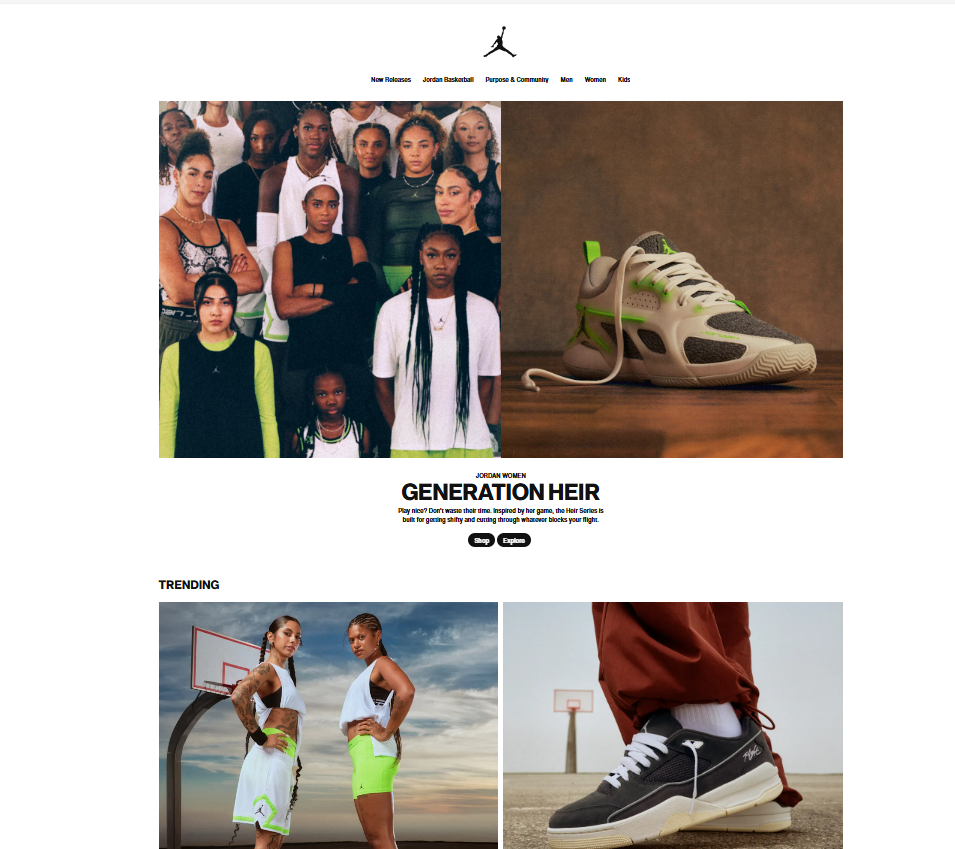 New Releases Jordan Basketball Purpose & Community Men Women Kids
JORDAN WOMEN
GENERATION HEIR
Play nice? Don't waste their time. Inspired by her game, the Heir Series is
built for getting shifty and cutting through whatever blocks your flight.
Shop Explore
TRENDING
Flight